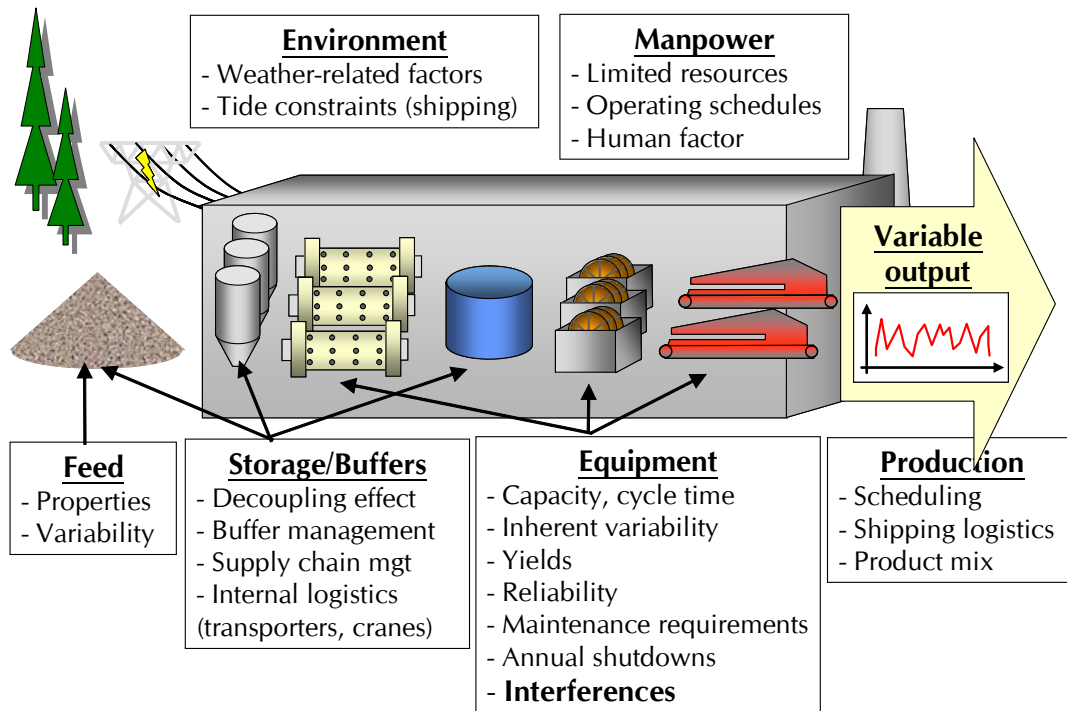 Environment
- Weather-related factors
- Tide constraints (shipping)
Manpower
- Limited resources
- Operating schedules
- Human factor
Variable
output
Feed
- Properties
- Variability
Storage/Buffers
- Decoupling effect
- Buffer management
- Supply chain mgt
- Internal logistics
(transporters, cranes)
Equipment
- Capacity, cycle time
- Inherent variability
- Yields
- Reliability
- Maintenance requirements
- Annual shutdowns
- Interferences
Production
- Scheduling
- Shipping logistics
- Product mix